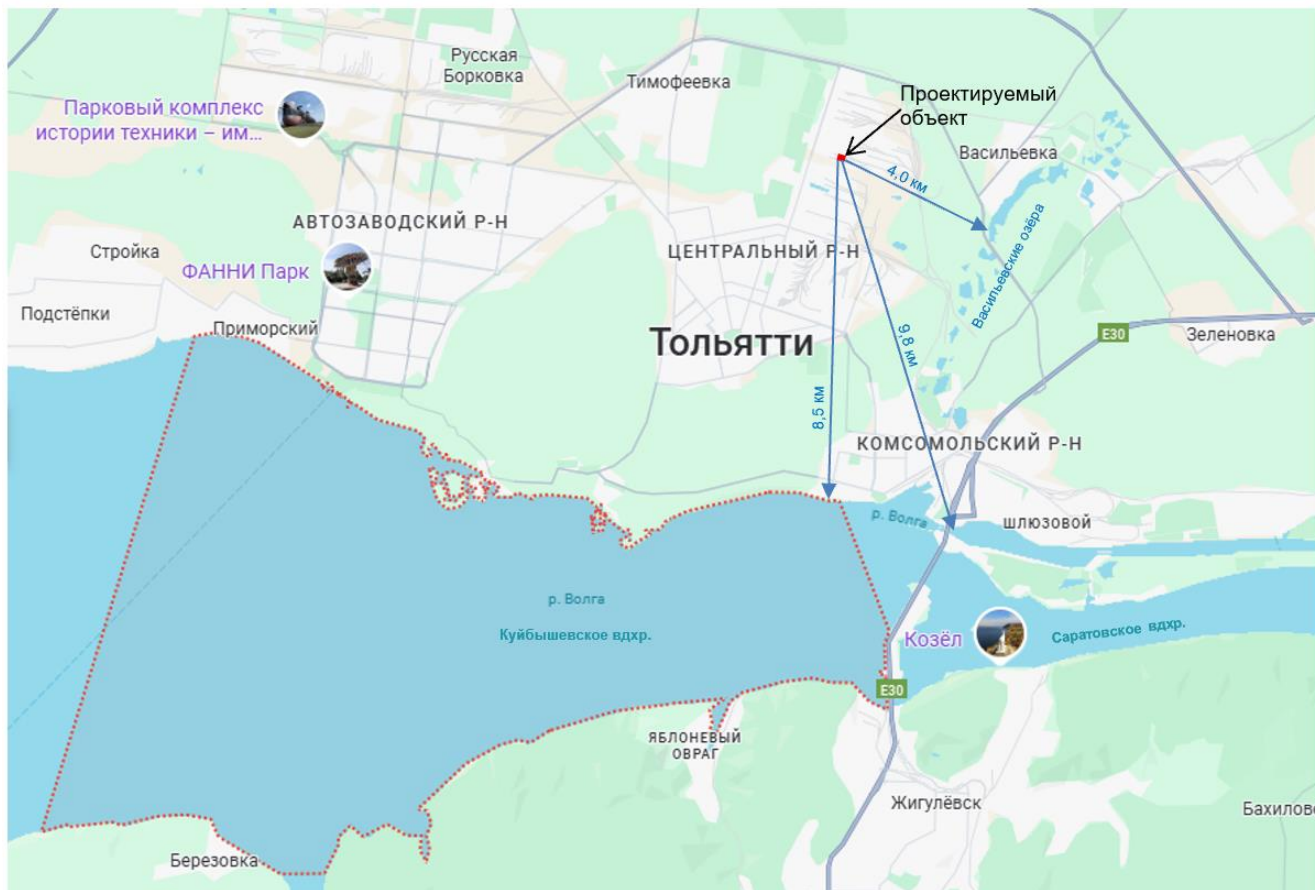 Русская
Борковка
Тимофеевка
Парковый комплекс
истории техники – им...
Проектируемый
объект
Васильевка
4,0 км
АВТОЗАВОДСКИЙ Р-Н
Стройка
ФАННИ Парк
ЦЕНТРАЛЬНЫЙ Р-Н
Васильевские озёра
Подстёпки
Приморский
Тольятти
E30
Зеленовка
9,8 км
8,5 км
КОМСОМОЛЬСКИЙ Р-Н
р. Волга
ШЛЮЗОВОЙ
р. Волга
Куйбышевское вдхр.
Козёл
Саратовское вдхр.
E30
ЯБЛОНЕВЫЙ
ОВРАГ
Жигулёвск
Бахилово
Березовка